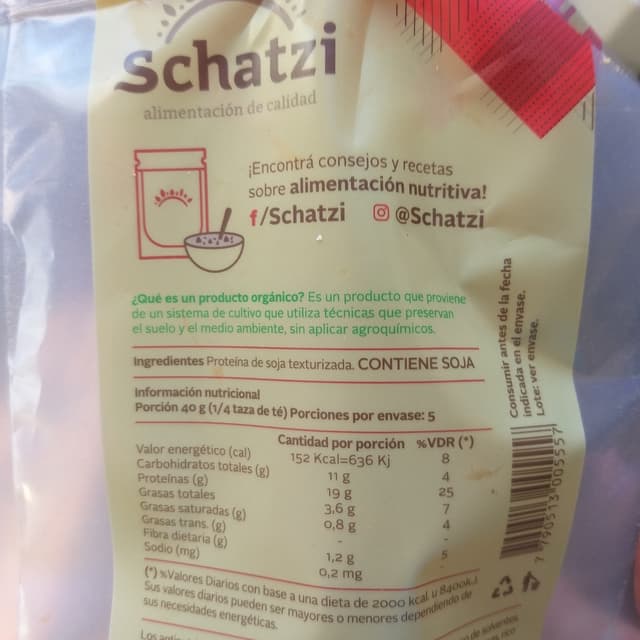 Schatzi
alimentación de calidad
¡Encontrá consejos y recetas
sobre alimentación nutritiva!
f/Schatzi @Schatzi
¿Qué es un producto orgánico? Es un producto que proviene
de un sistema de cultivo que utiliza técnicas que preservan
el suelo y el medio ambiente, sin aplicar agroquímicos.
Ingredientes Proteína de soja texturizada. CONTIENE SOJA
Información nutricional
Porción 40 g (1/4 taza de té) Porciones por envase: 5
Cantidad por porción %VDR (*)
Valor energético (cal) 152 Kcal=636 Kj 8
Carbohidratos totales (g) 11 g 4
Proteínas (g) 19 g 25
Grasas totales 3,6 g 7
Grasas saturadas (g) 0,8 g 4
Grasas trans. (g) - -
Fibra dietaria (g) 1,2 g 5
Sodio (mg) 0,2 mg
(*) %Valores Diarios con base a una dieta de 2000 kcal u 8400kJ.
Sus valores diarios pueden ser mayores o menores dependiendo de
sus necesidades energéticas.
Consumir antes de la fecha
indicada en el envase.
Lote: ver envase.
7 790513 005557